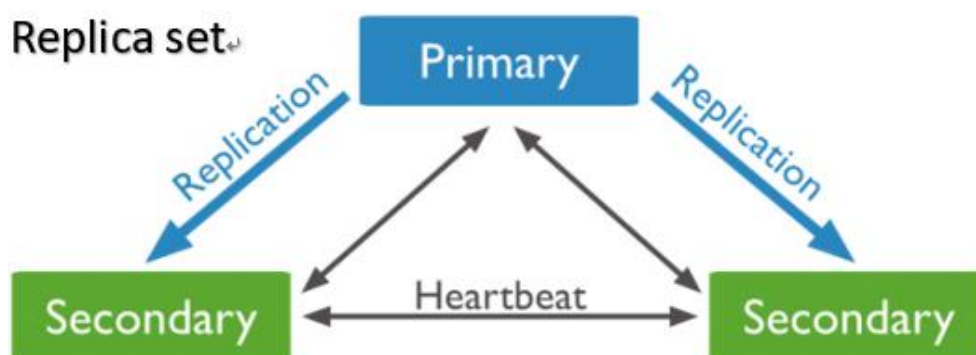 Replica set
Primary
Replication
Replication
Heartbeat
Secondary
Secondary